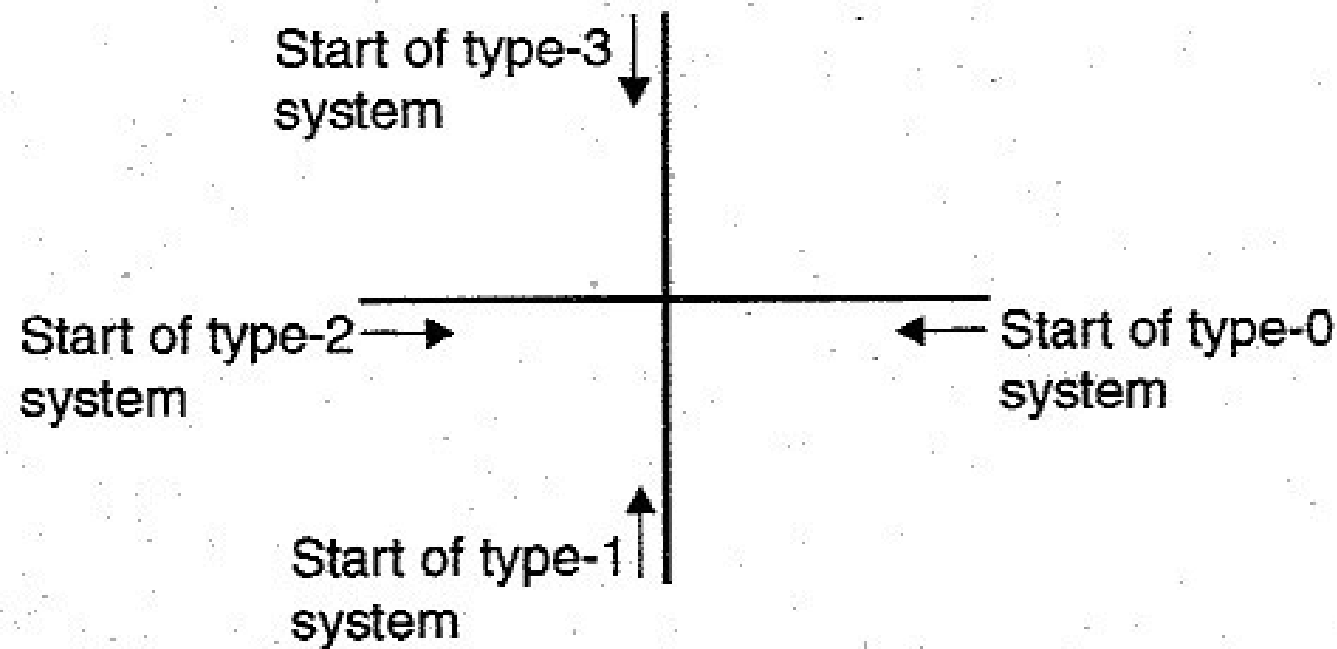 Start of type-3
system
Start of type-2
system
Start of type-0
system
Start of type-1
system